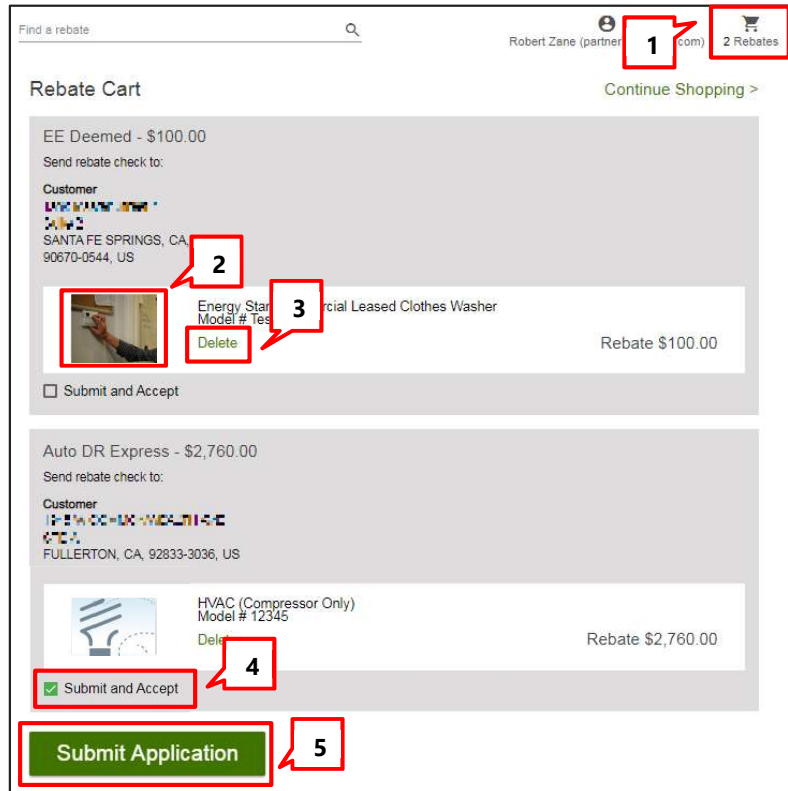 Find a rebate
Robert Zane (partner com)
1
2 Rebates
Rebate Cart
Continue Shopping >
EE Deemed - $100.00
Send rebate check to:
Customer
SANTA FE SPRINGS, CA,
90670-0544, US
2
3
Energy Star rcial Leased Clothes Washer
Model # Tes
Delete
Rebate $100.00
Submit and Accept
Auto DR Express - $2,760.00
Send rebate check to:
Customer
FULLERTON, CA, 92833-3036, US
HVAC (Compressor Only)
Model # 12345
Dele
Rebate $2,760.00
4
Submit and Accept
Submit Application
5